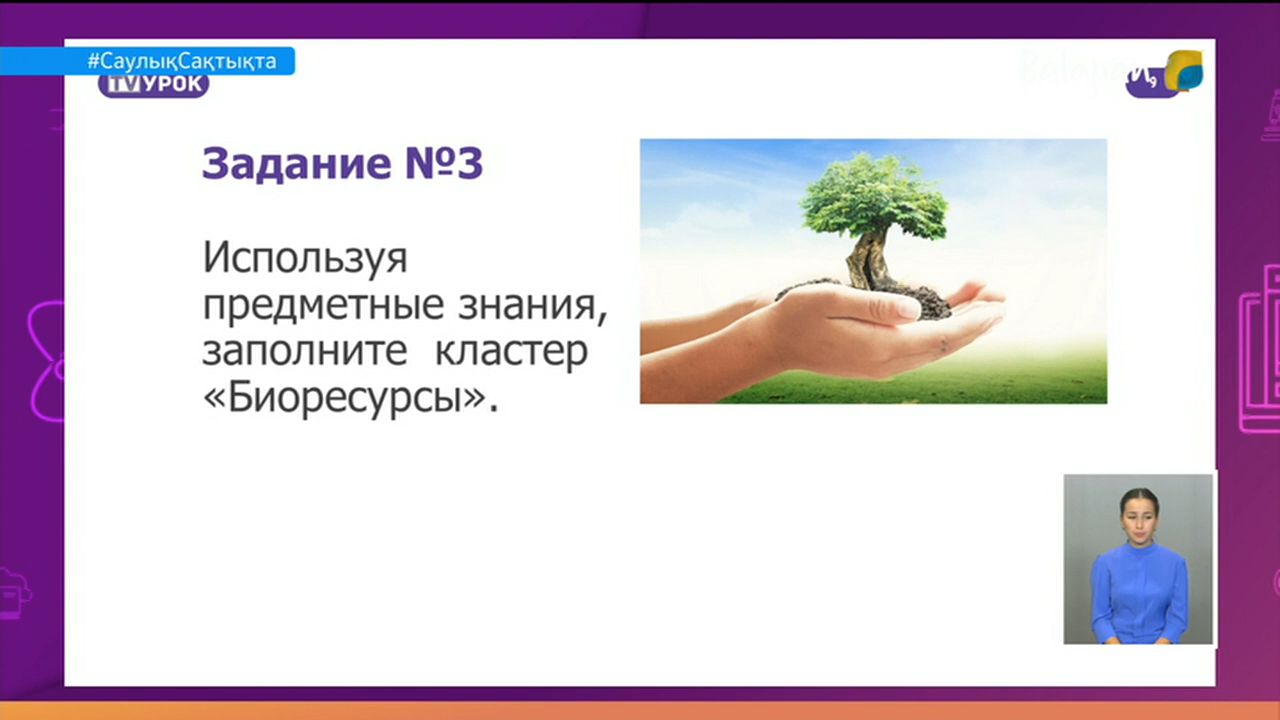 #СаулықСақтықта
TVУРОК
Задание №3
Используя
предметные знания,
заполните кластер
«Биоресурсы».